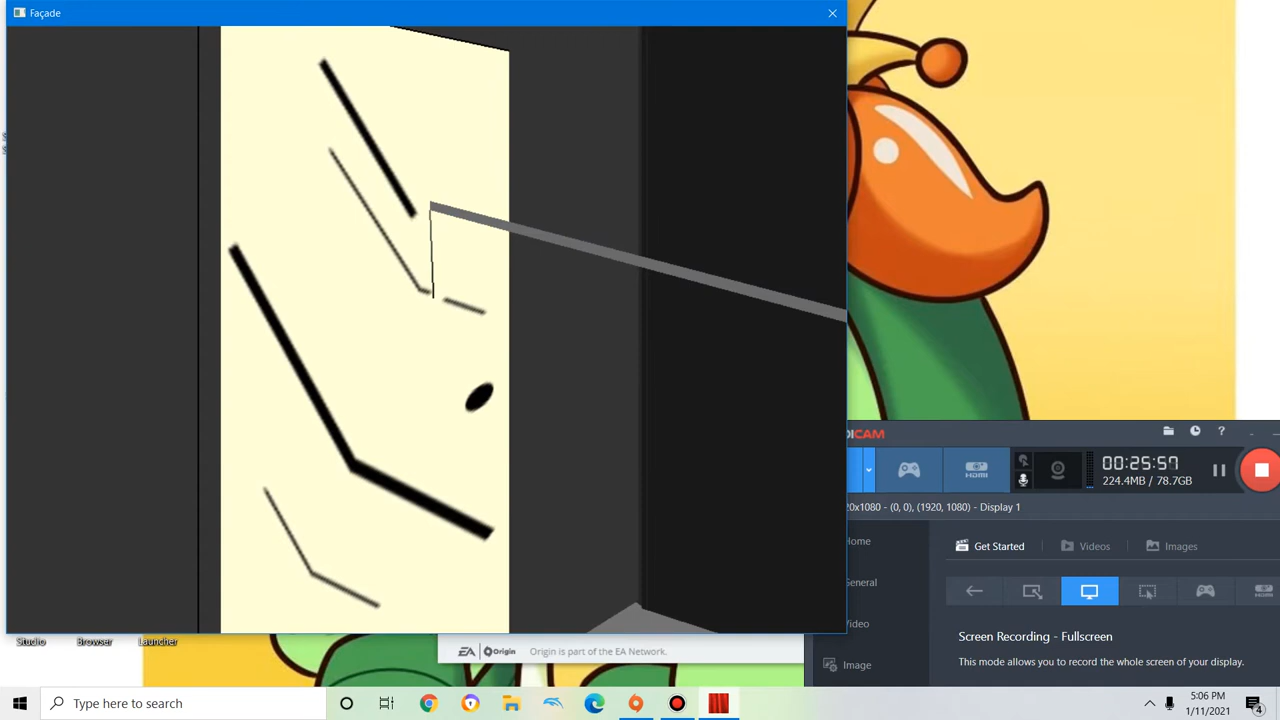 Façade
DICAM
00:25:57
224.4MB / 78.7GB
20x1080 - (0, 0), (1920, 1080) - Display 1
Home
General
Video
Image
Get Started
Videos
Images
HDMI
HDMI
Screen Recording - Fullscreen
This mode allows you to record the whole screen of your display.
Studio
Browser
Launcher
EA
Origin
Origin is part of the EA Network.
Type here to search
5:06 PM
1/11/2021
4